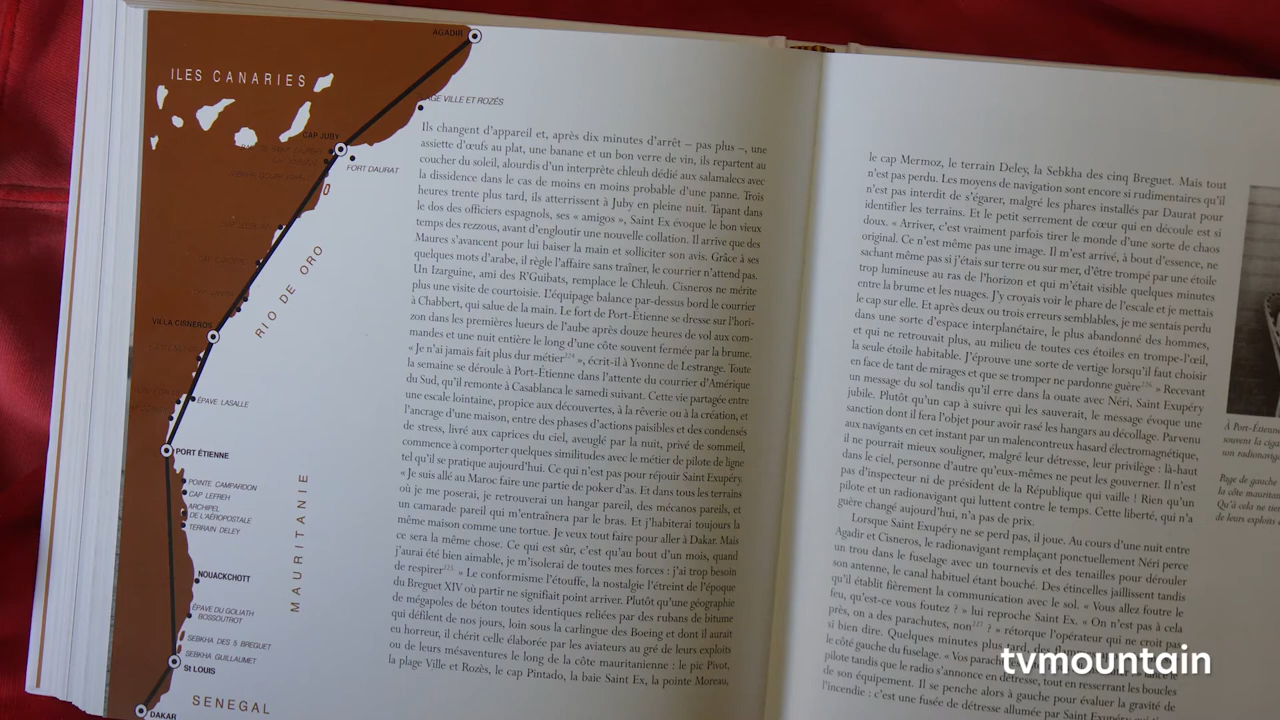 AGADIR
ILES CANARIES
AGE VILLE ET ROZÈS
CAP JUBY
FORT DAURAT
RIO DE ORO
VILLA CISNEROS
ÉPAVE LASALLE
PORT ÉTIENNE
POINTE CAMPARDON
CAP LEFREH
ARCHIPEL
DE L'AÉROPOSTALE
TERRAIN DELEY
MAURITANIE
NOUACKCHOTT
ÉPAVE DU GOLIATH
BOSSOUTROT
SEBKHA DES 5 BREGUET
SEBKHA GUILLAUMET
St LOUIS
SENEGAL
DAKAR
Ils changent d'appareil et, après dix minutes d'arrêt – pas plus –, une
assiette d'œufs au plat, une banane et un bon verre de vin, ils repartent au
coucher du soleil, alourdis d'un interprète chleuh dédié aux salamalecs avec
la dissidence dans le cas de moins en moins probable d'une panne. Trois
heures trente plus tard, ils atterrissent à Juby en pleine nuit. Tapant dans
le dos des officiers espagnols, ses « amigos », Saint Ex évoque le bon vieux
temps des rezzous, avant d'engloutir une nouvelle collation. Il arrive que des
Maures s'avancent pour lui baiser la main et solliciter son avis. Grâce à ses
quelques mots d'arabe, il règle l'affaire sans traîner, le courrier n'attend pas.
Un Izarguine, ami des R'Guibats, remplace le Chleuh. Cisneros ne mérite
plus une visite de courtoisie. L'équipage balance par-dessus bord le courrier
à Chabbert, qui salue de la main. Le fort de Port-Étienne se dresse sur l'hori-
zon dans les premières lueurs de l'aube après douze heures de vol aux com-
mandes et une nuit entière le long d'une côte souvent fermée par la brume.
« Je n'ai jamais fait plus dur métier224 », écrit-il à Yvonne de Lestrange. Toute
la semaine se déroule à Port-Étienne dans l'attente du courrier d'Amérique
du Sud, qu'il remonte à Casablanca le samedi suivant. Cette vie partagée entre
une escale lointaine, propice aux découvertes, à la rêverie ou à la création, et
l'ancrage d'une maison, entre des phases d'actions paisibles et des condensés
de stress, livré aux caprices du ciel, aveuglé par la nuit, privé de sommeil,
commence à comporter quelques similitudes avec le métier de pilote de ligne
tel qu'il se pratique aujourd'hui. Ce qui n'est pas pour réjouir Saint Exupéry.
« Je suis allé au Maroc faire une partie de poker d'as. Et dans tous les terrains
où je me poserai, je retrouverai un hangar pareil, des mécanos pareils, et
un camarade pareil qui m'entraînera par le bras. Et j'habiterai toujours la
même maison comme une tortue. Je veux tout faire pour aller à Dakar. Mais
ce sera la même chose. Ce qui est sûr, c'est qu'au bout d'un mois, quand
j'aurai été bien aimable, je m'isolerai de toutes mes forces : j'ai trop besoin
de respirer225. » Le conformisme l'étouffe, la nostalgie l'étreint de l'époque
du Breguet XIV où partir ne signifiait point arriver. Plutôt qu'une géographie
de mégapoles de béton toutes identiques reliées par des rubans de bitume
qui défilent de nos jours, loin sous la carlingue des Boeing et dont il aurait
eu horreur, il chérit celle élaborée par les aviateurs au gré de leurs exploits
ou de leurs mésaventures le long de la côte mauritanienne : le pic Pivot,
la plage Ville et Rozès, le cap Pintado, la baie Saint Ex, la pointe Moreau,
le cap Mermoz, le terrain Deley, la Sebkha des cinq Breguet. Mais tout
n'est pas perdu. Les moyens de navigation sont encore si rudimentaires qu'il
n'est pas interdit de s'égarer, malgré les phares installés par Daurat pour
identifier les terrains. Et le petit serrement de cœur qui en découle est si
doux. « Arriver, c'est vraiment parfois tirer le monde d'une sorte de chaos
original. Ce n'est même pas une image. Il m'est arrivé, à bout d'essence, ne
sachant même pas si j'étais sur terre ou sur mer, d'être trompé par une étoile
trop lumineuse au ras de l'horizon et qui m'était visible quelques minutes
entre la brume et les nuages. J'y croyais voir le phare de l'escale et je mettais
le cap sur elle. Et après deux ou trois erreurs semblables, je me sentais perdu
dans une sorte d'espace interplanétaire, le plus abandonné des hommes,
et qui ne retrouvait plus, au milieu de toutes ces étoiles en trompe-l'œil,
la seule étoile habitable. J'éprouve une sorte de vertige lorsqu'il faut choisir
en face de tant de mirages et que se tromper ne pardonne guère226. » Recevant
un message du sol tandis qu'il erre dans la ouate avec Néri, Saint Exupéry
jubile. Plutôt qu'un cap à suivre qui les sauverait, le message évoque une
sanction dont il fera l'objet pour avoir rasé les hangars au décollage. Parvenu
aux navigants en cet instant par un malencontreux hasard électromagnétique,
il ne pourrait mieux souligner, malgré leur détresse, leur privilège : là-haut
dans le ciel, personne d'autre qu'eux-mêmes ne peut les gouverner. Il n'est
pas d'inspecteur ni de président de la République qui vaille ! Rien qu'un
pilote et un radionavigant qui luttent contre le temps. Cette liberté, qui n'a
guère changé aujourd'hui, n'a pas de prix.
Lorsque Saint Exupéry ne se perd pas, il joue. Au cours d'une nuit entre
Agadir et Cisneros, le radionavigant remplaçant ponctuellement Néri perce
un trou dans le fuselage avec un tournevis et des tenailles pour dérouler
son antenne, le canal habituel étant bouché. Des étincelles jaillissent tandis
qu'il établit fièrement la communication avec le sol. « Vous allez foutre le
feu, qu'est-ce vous foutez ? » lui reproche Saint Ex. « On n'est pas à cela
près, on a des parachutes, non227 ? » rétorque l'opérateur qui ne croit pas
si bien dire. Quelques minutes plus tard, des flammes
le côté gauche du fuselage. « Vos parach
pilote tandis que le radio s'annonce en détresse, tout en resserrant les boucles
de son équipement. Il se penche alors à gauche pour évaluer la gravité de
l'incendie : c'est une fusée de détresse allumée par Saint Exupéry
À Port-Étienne
souvent la ciga
son radionavig
Page de gauche
la côte maurita
Qu'à cela ne tie
de leurs exploits
tvmountain